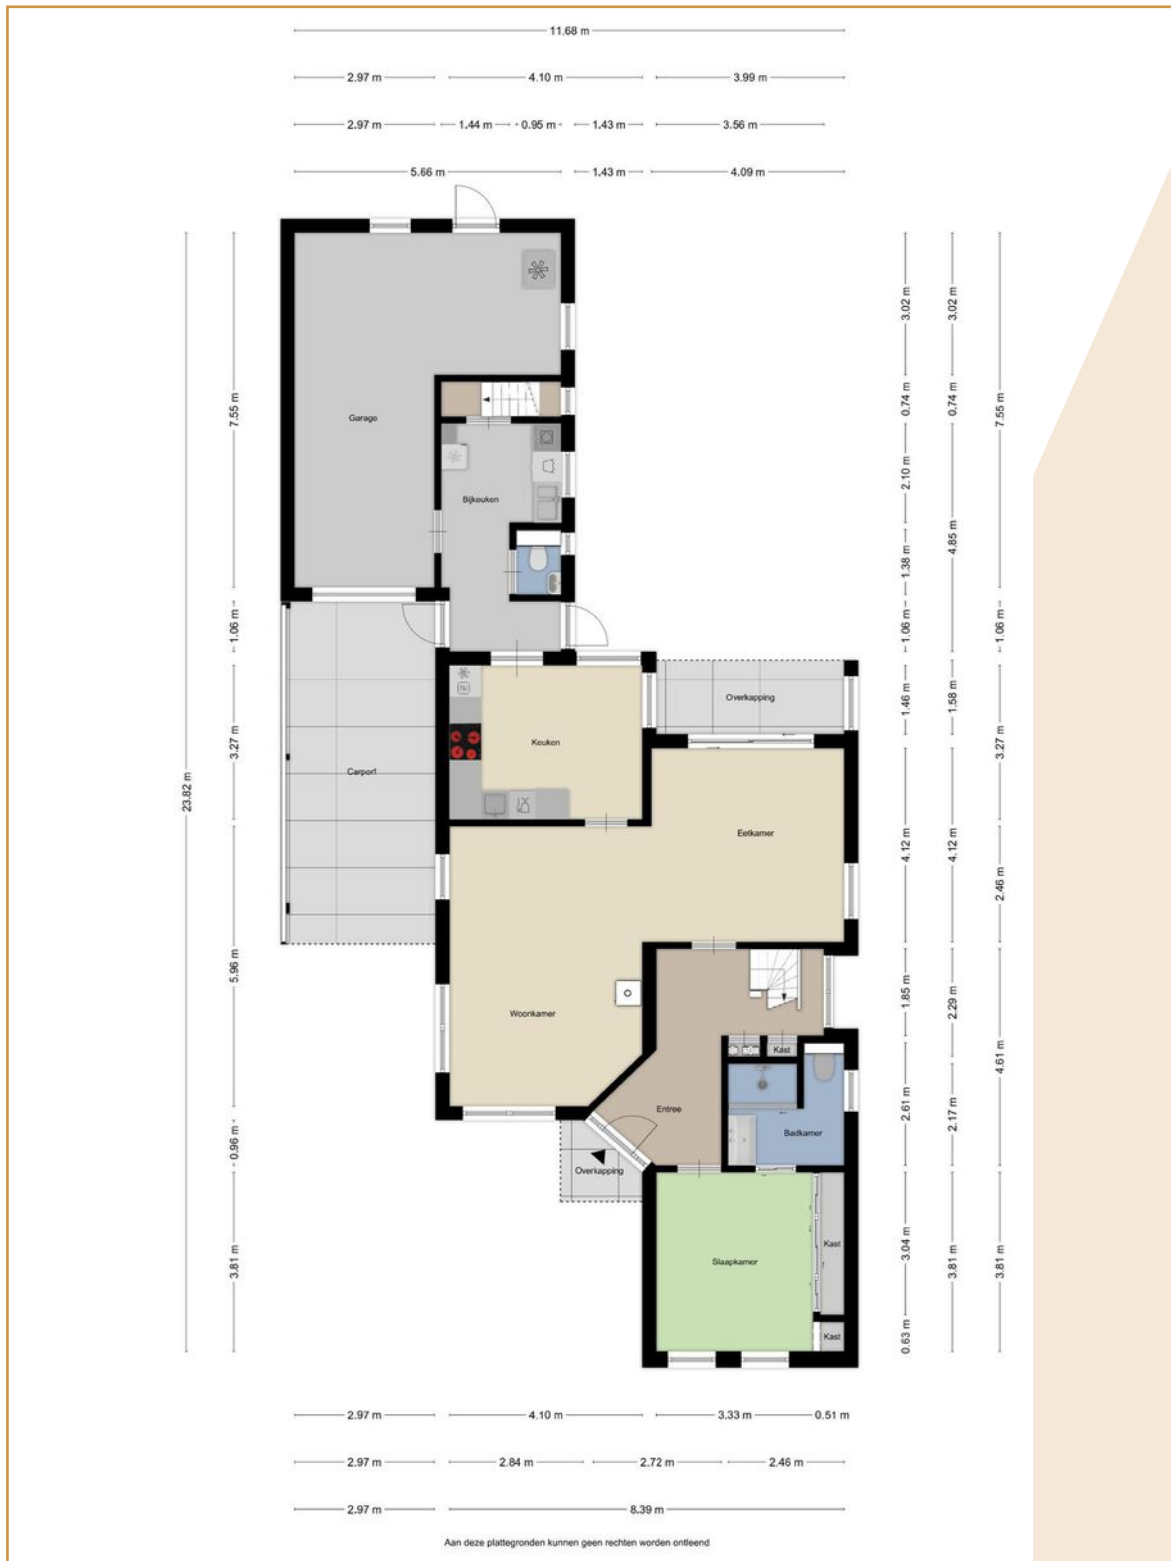 11.68 m
2.97 m
4.10 m
3.99 m
2.97 m
1.44 m
0.95 m
1.43 m
3.56 m
5.66 m
1.43 m
4.09 m
23.82 m
7.55 m
1.06 m
3.27 m
5.96 m
0.96 m
3.81 m
Garage
Bijkeuken
Carport
Keuken
Overkapping
Eetkamer
Woonkamer
Kast
Entree
Badkamer
Overkapping
Slaapkamer
Kast
Kast
3.02 m
0.74 m
2.10 m
1.38 m
1.06 m
1.46 m
4.12 m
1.85 m
2.61 m
3.04 m
0.63 m
3.02 m
0.74 m
4.85 m
1.58 m
4.12 m
2.29 m
2.17 m
3.81 m
7.55 m
1.06 m
3.27 m
2.46 m
4.61 m
3.81 m
2.97 m
4.10 m
3.33 m
0.51 m
2.97 m
2.84 m
2.72 m
2.46 m
2.97 m
8.39 m
Aan deze plattegronden kunnen geen rechten worden ontleend